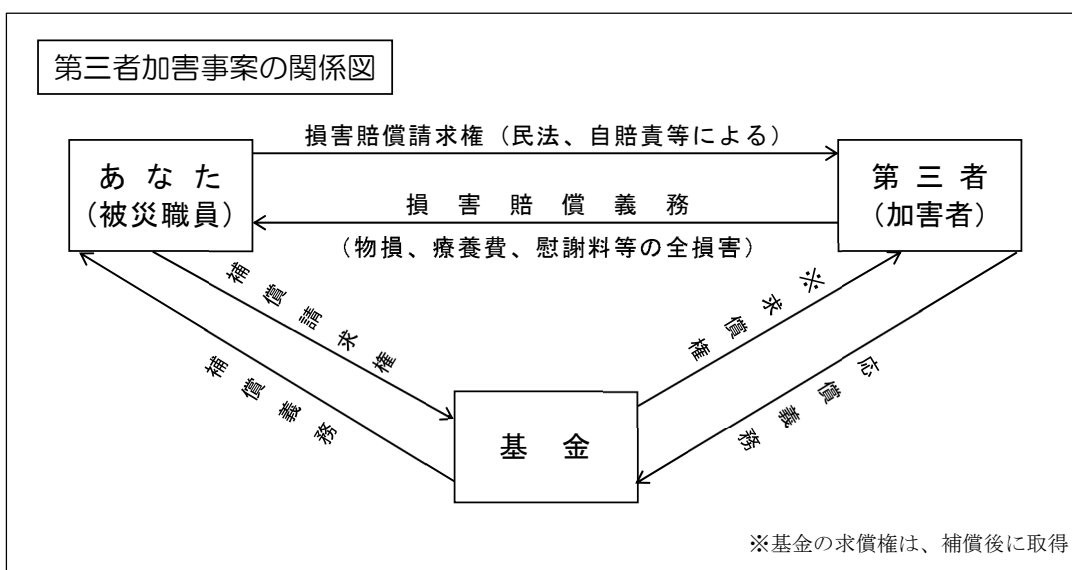 第三者加害事案の関係図
損害賠償請求権（民法、自賠責等による）
あなた
（被災職員）
第三者
（加害者）
損害賠償義務
（物損、療養費、慰謝料等の全損害）
補償請求権
補償義務
求償権※
応償義務
基金
※基金の求償権は、補償後に取得